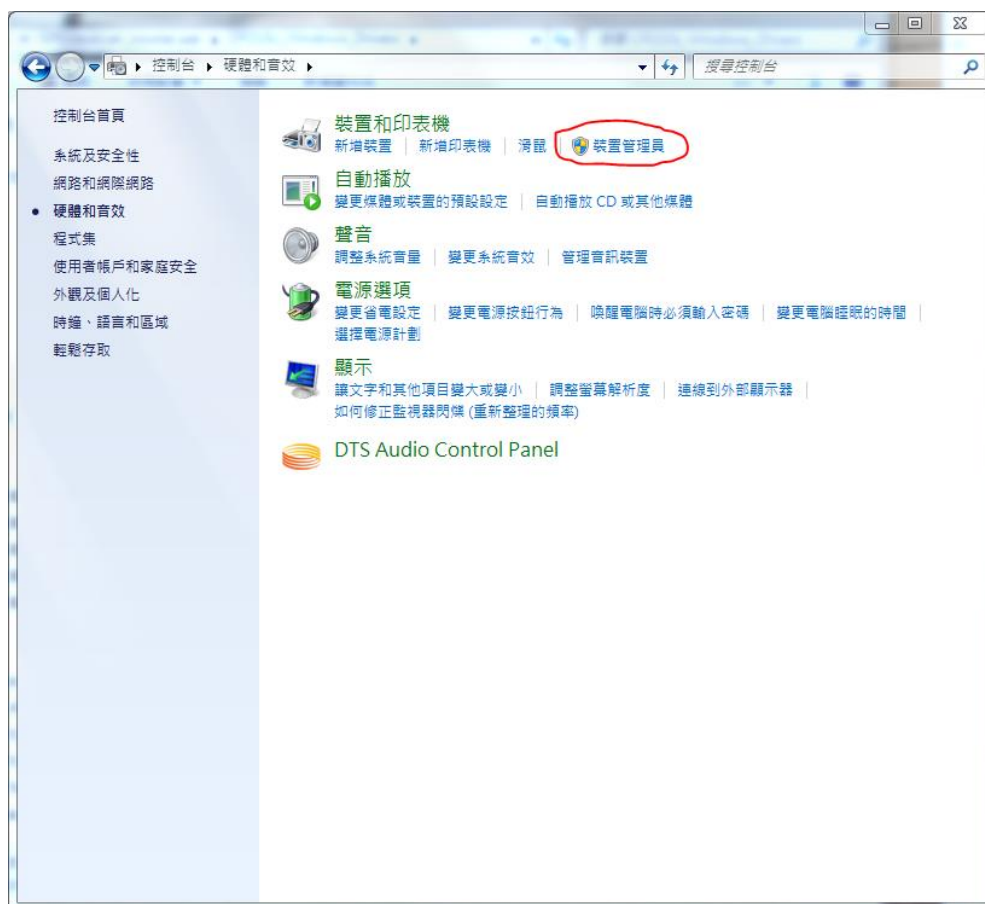 控制台 ▸ 硬體和音效 ▸
搜尋控制台
控制台首頁
系統及安全性
網路和網際網路
硬體和音效
程式集
使用者帳戶和家庭安全
外觀及個人化
時鐘、語言和區域
輕鬆存取
裝置和印表機
新增裝置 | 新增印表機 | 滑鼠 | 裝置管理員
自動播放
變更媒體或裝置的預設設定 | 自動播放 CD 或其他媒體
聲音
調整系統音量 | 變更系統音效 | 管理音訊裝置
電源選項
變更省電設定 | 變更電源按鈕行為 | 喚醒電腦時必須輸入密碼 | 變更電腦睡眠的時間 |
選擇電源計劃
顯示
讓文字和其他項目變大或變小 | 調整螢幕解析度 | 連線到外部顯示器 |
如何修正監視器閃爍 (重新整理的頻率)
DTS Audio Control Panel